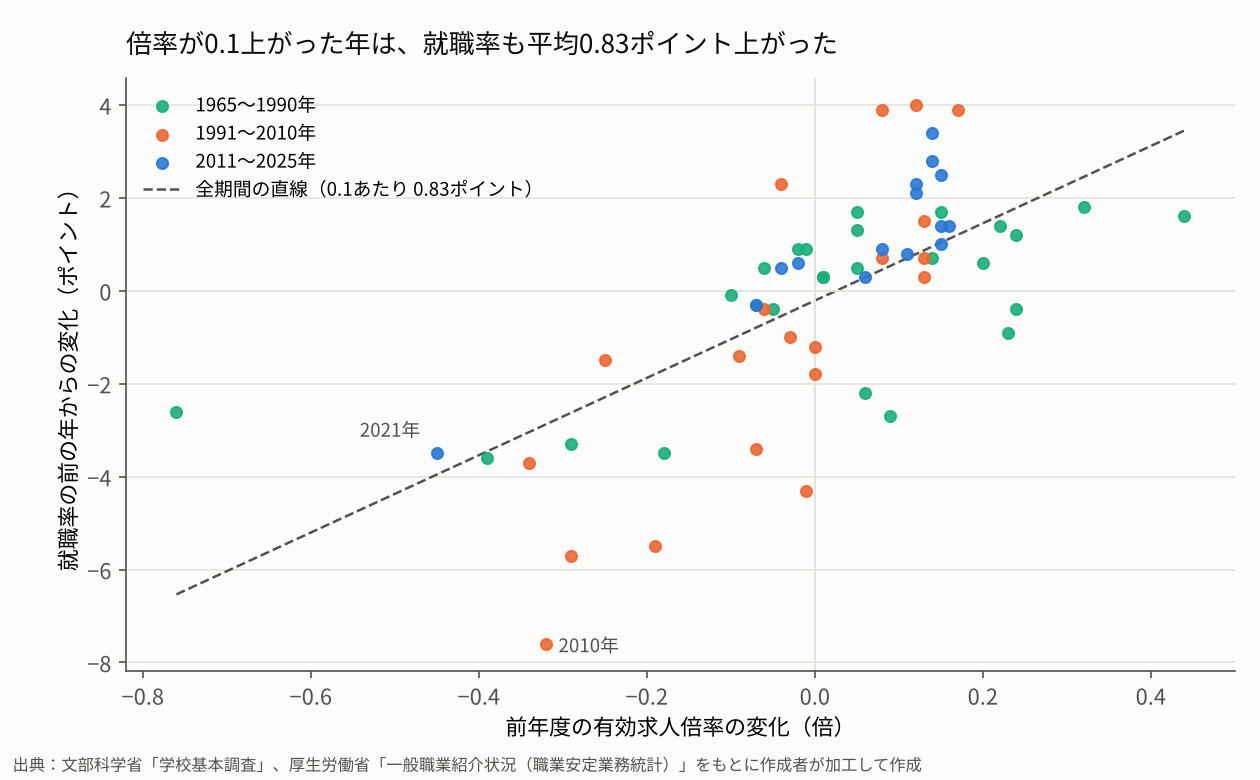 倍率が0.1上がった年は、就職率も平均0.83ポイント上がった
1965〜1990年
1991〜2010年
2011〜2025年
全期間の直線（0.1あたり 0.83ポイント）
就職率の前の年からの変化（ポイント）
4
2
0
−2
−4
−6
−8
2021年
2010年
−0.8
−0.6
−0.4
−0.2
0.0
0.2
0.4
前年度の有効求人倍率の変化（倍）
出典：文部科学省「学校基本調査」、厚生労働省「一般職業紹介状況（職業安定業務統計）」をもとに作成者が加工して作成